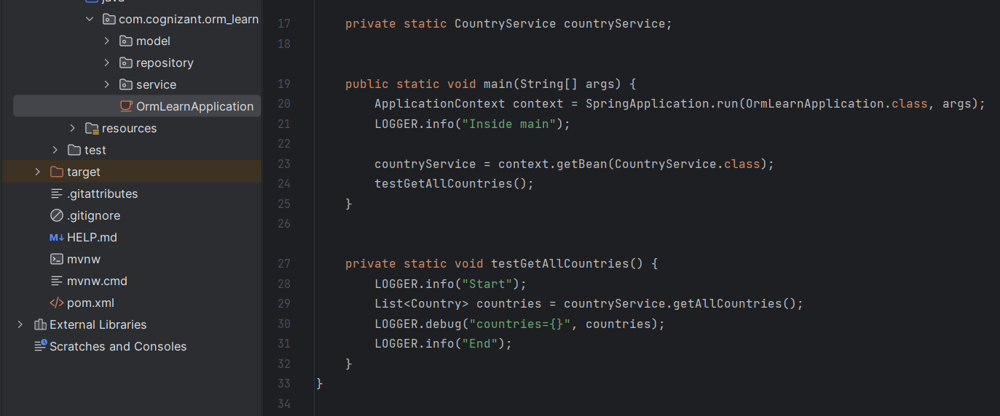 java
com.cognizant.orm_learn
model
repository
service
OrmLearnApplication
resources
test
target
.gitattributes
.gitignore
M↓ HELP.md
mvnw
mvnw.cmd
</> pom.xml
External Libraries
Scratches and Consoles
17 private static CountryService countryService;
18
19 public static void main(String[] args) {
20 ApplicationContext context = SpringApplication.run(OrmLearnApplication.class, args);
21 LOGGER.info("Inside main");
22
23 countryService = context.getBean(CountryService.class);
24 testGetAllCountries();
25 }
26
27 private static void testGetAllCountries() {
28 LOGGER.info("Start");
29 List<Country> countries = countryService.getAllCountries();
30 LOGGER.debug("countries={}", countries);
31 LOGGER.info("End");
32 }
33 }
34